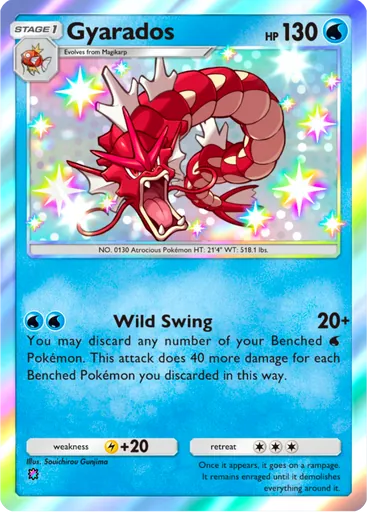 STAGE 1
Gyarados
HP 130
Evolves from Magikarp
NO. 0130 Atrocious Pokémon HT: 21'4" WT: 518.1 lbs.
Wild Swing 20+
You may discard any number of your Benched
Pokémon. This attack does 40 more damage for each
Benched Pokémon you discarded in this way.
weakness +20 retreat
Illus. Souichirou Gunjima
Once it appears, it goes on a rampage.
It remains enraged until it demolishes
everything around it.